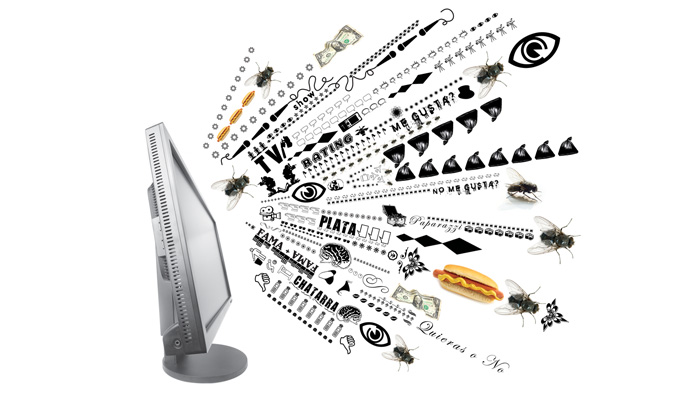 show
TV
RATING
ME GUSTA?
NO ME GUSTA?
PLATA
Paparazzi
FAMA + FAMA
CHATARRA
Quieras o No